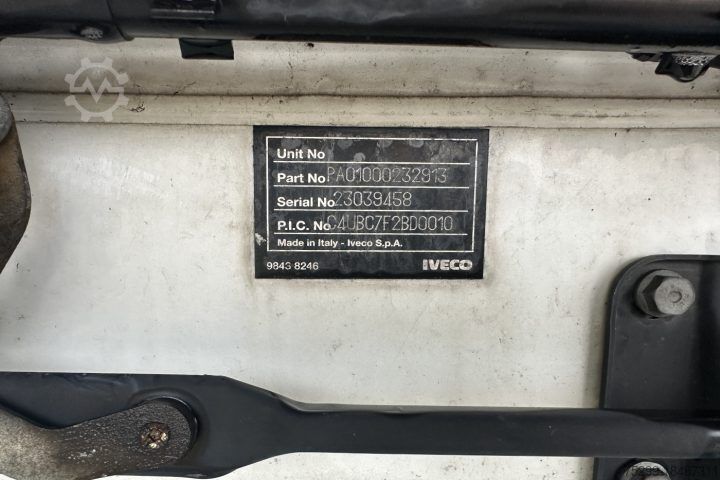 Unit No
Part No PA01000232913
Serial No 23039458
P.I.C. No C4UBC7F2BD0010
Made in Italy - Iveco S.p.A.
9843 8246 IVECO